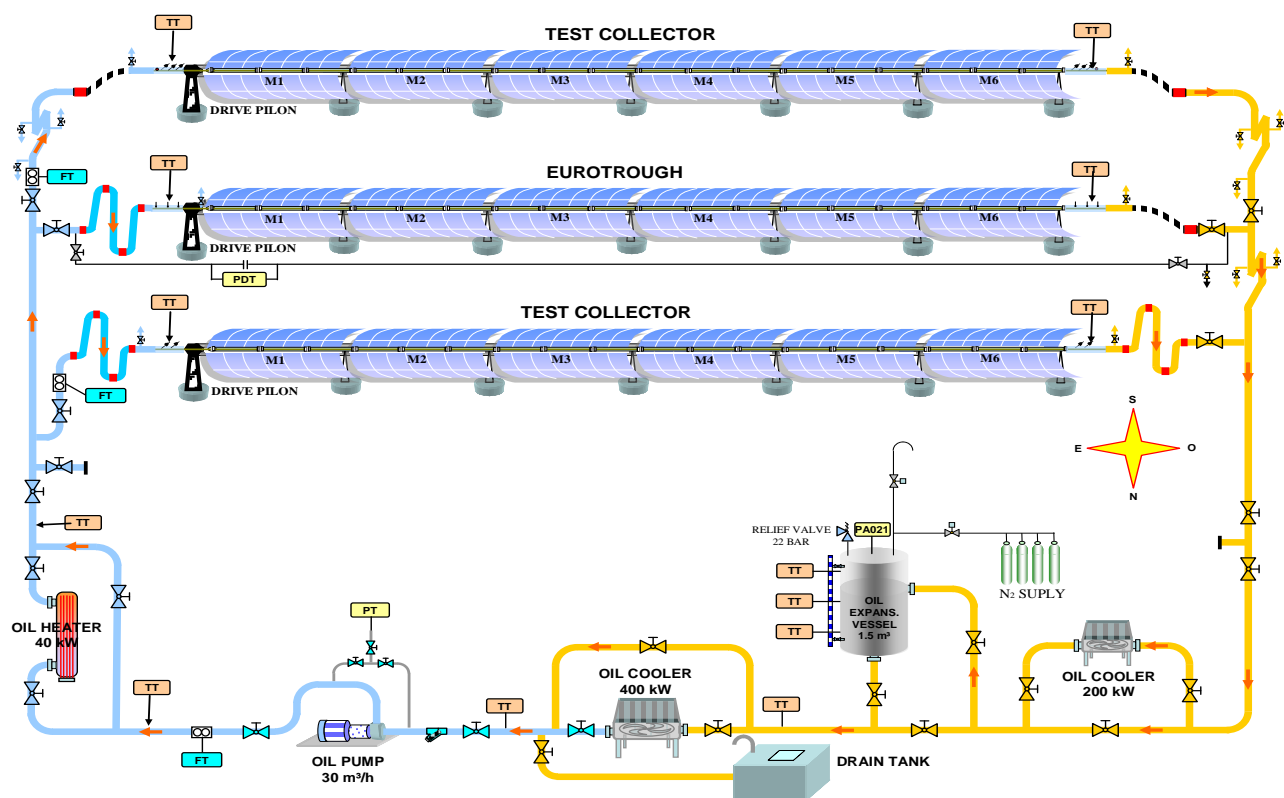 TT
TEST COLLECTOR
TT
M1
M2
M3
M4
M5
M6
DRIVE PILON
FT
TT
EUROTROUGH
TT
M1
M2
M3
M4
M5
M6
DRIVE PILON
PDT
TT
TEST COLLECTOR
TT
M1
M2
M3
M4
M5
M6
DRIVE PILON
FT
S
E
O
N
TT
RELIEF VALVE
22 BAR
PA021
N2 SUPLY
TT
TT
TT
OIL
EXPANS.
VESSEL
1.5 m³
OIL HEATER
40 kW
PT
OIL COOLER
400 kW
OIL COOLER
200 kW
TT
TT
TT
FT
OIL PUMP
30 m³/h
DRAIN TANK